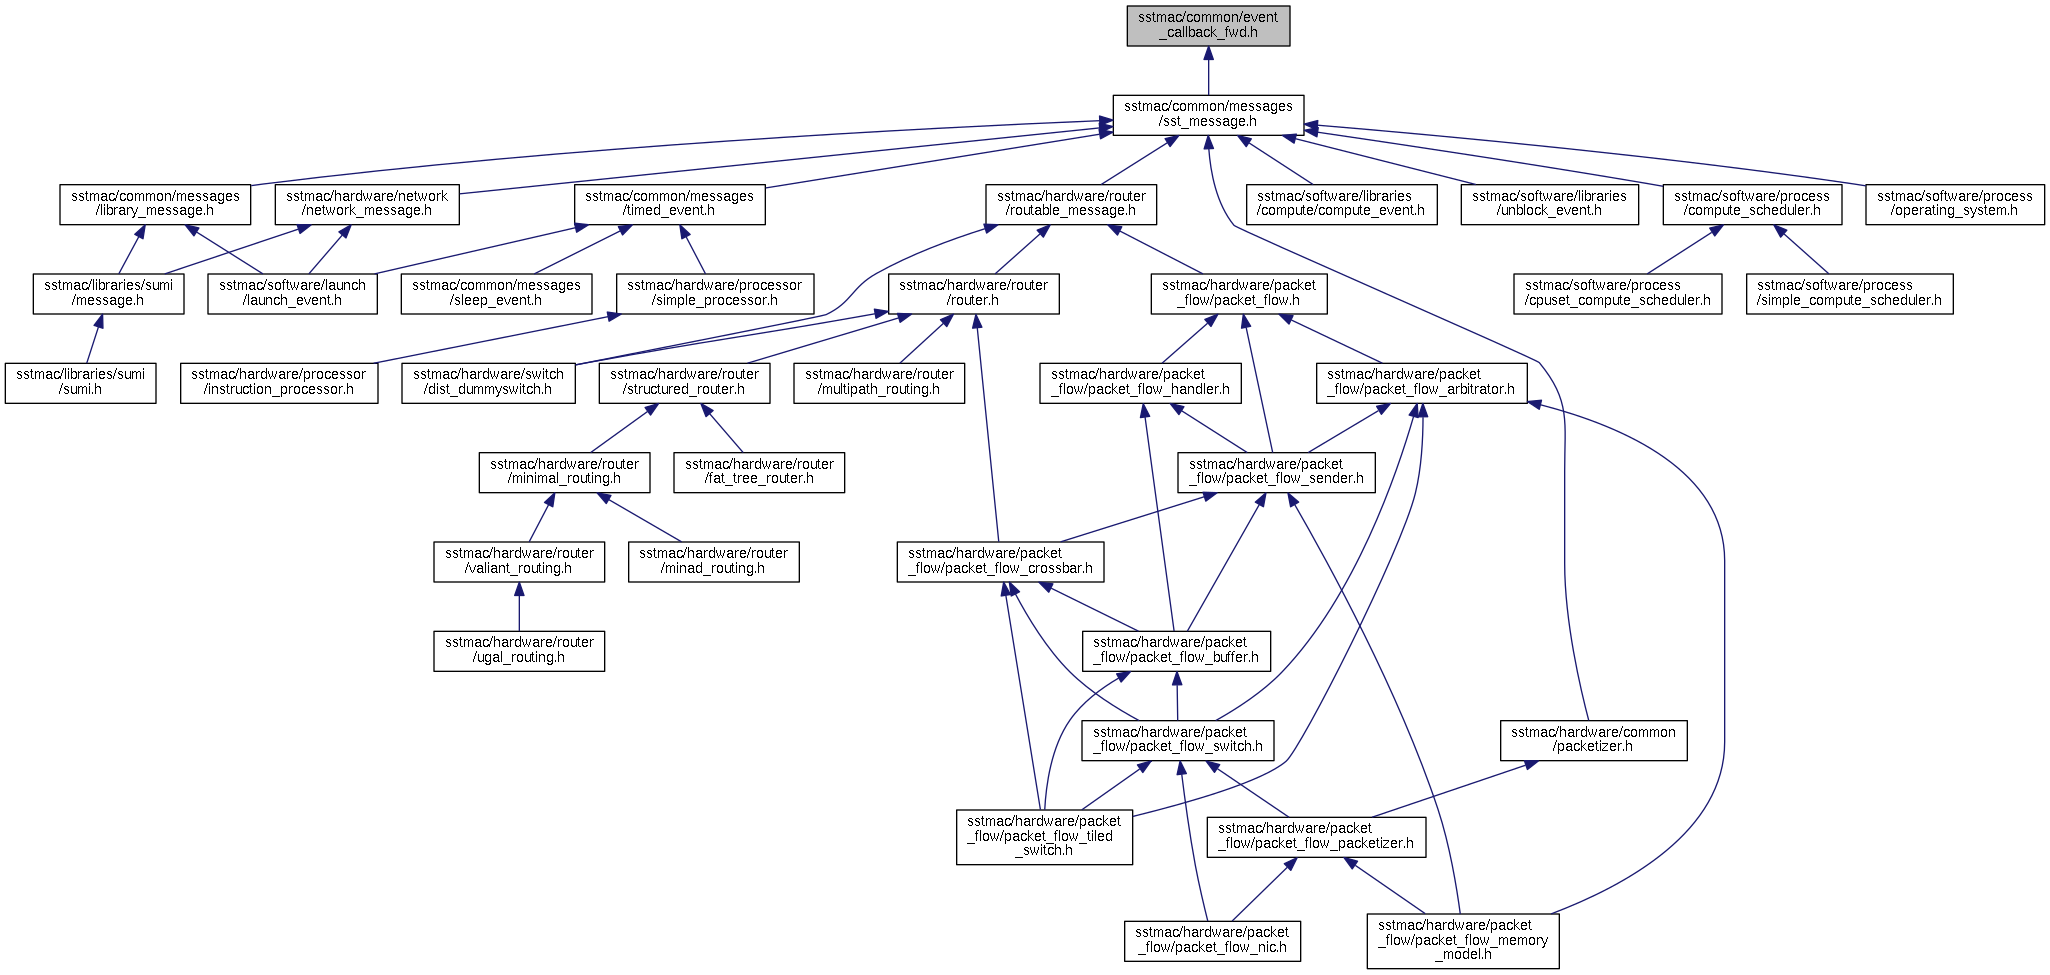 sstmac/common/event
_callback_fwd.h
sstmac/common/messages
/sst_message.h
sstmac/common/messages
/library_message.h
sstmac/hardware/network
/network_message.h
sstmac/common/messages
/timed_event.h
sstmac/hardware/router
/routable_message.h
sstmac/software/libraries
/compute/compute_event.h
sstmac/software/libraries
/unblock_event.h
sstmac/software/process
/compute_scheduler.h
sstmac/software/process
/operating_system.h
sstmac/libraries/sumi
/message.h
sstmac/software/launch
/launch_event.h
sstmac/common/messages
/sleep_event.h
sstmac/hardware/processor
/simple_processor.h
sstmac/hardware/router
/router.h
sstmac/hardware/packet
_flow/packet_flow.h
sstmac/software/process
/cpuset_compute_scheduler.h
sstmac/software/process
/simple_compute_scheduler.h
sstmac/libraries/sumi
/sumi.h
sstmac/hardware/processor
/instruction_processor.h
sstmac/hardware/switch
/dist_dummyswitch.h
sstmac/hardware/router
/structured_router.h
sstmac/hardware/router
/multipath_routing.h
sstmac/hardware/packet
_flow/packet_flow_handler.h
sstmac/hardware/packet
_flow/packet_flow_arbitrator.h
sstmac/hardware/router
/minimal_routing.h
sstmac/hardware/router
/fat_tree_router.h
sstmac/hardware/packet
_flow/packet_flow_sender.h
sstmac/hardware/router
/valiant_routing.h
sstmac/hardware/router
/minad_routing.h
sstmac/hardware/packet
_flow/packet_flow_crossbar.h
sstmac/hardware/router
/ugal_routing.h
sstmac/hardware/packet
_flow/packet_flow_buffer.h
sstmac/hardware/packet
_flow/packet_flow_switch.h
sstmac/hardware/common
/packetizer.h
sstmac/hardware/packet
_flow/packet_flow_tiled
_switch.h
sstmac/hardware/packet
_flow/packet_flow_packetizer.h
sstmac/hardware/packet
_flow/packet_flow_nic.h
sstmac/hardware/packet
_flow/packet_flow_memory
_model.h